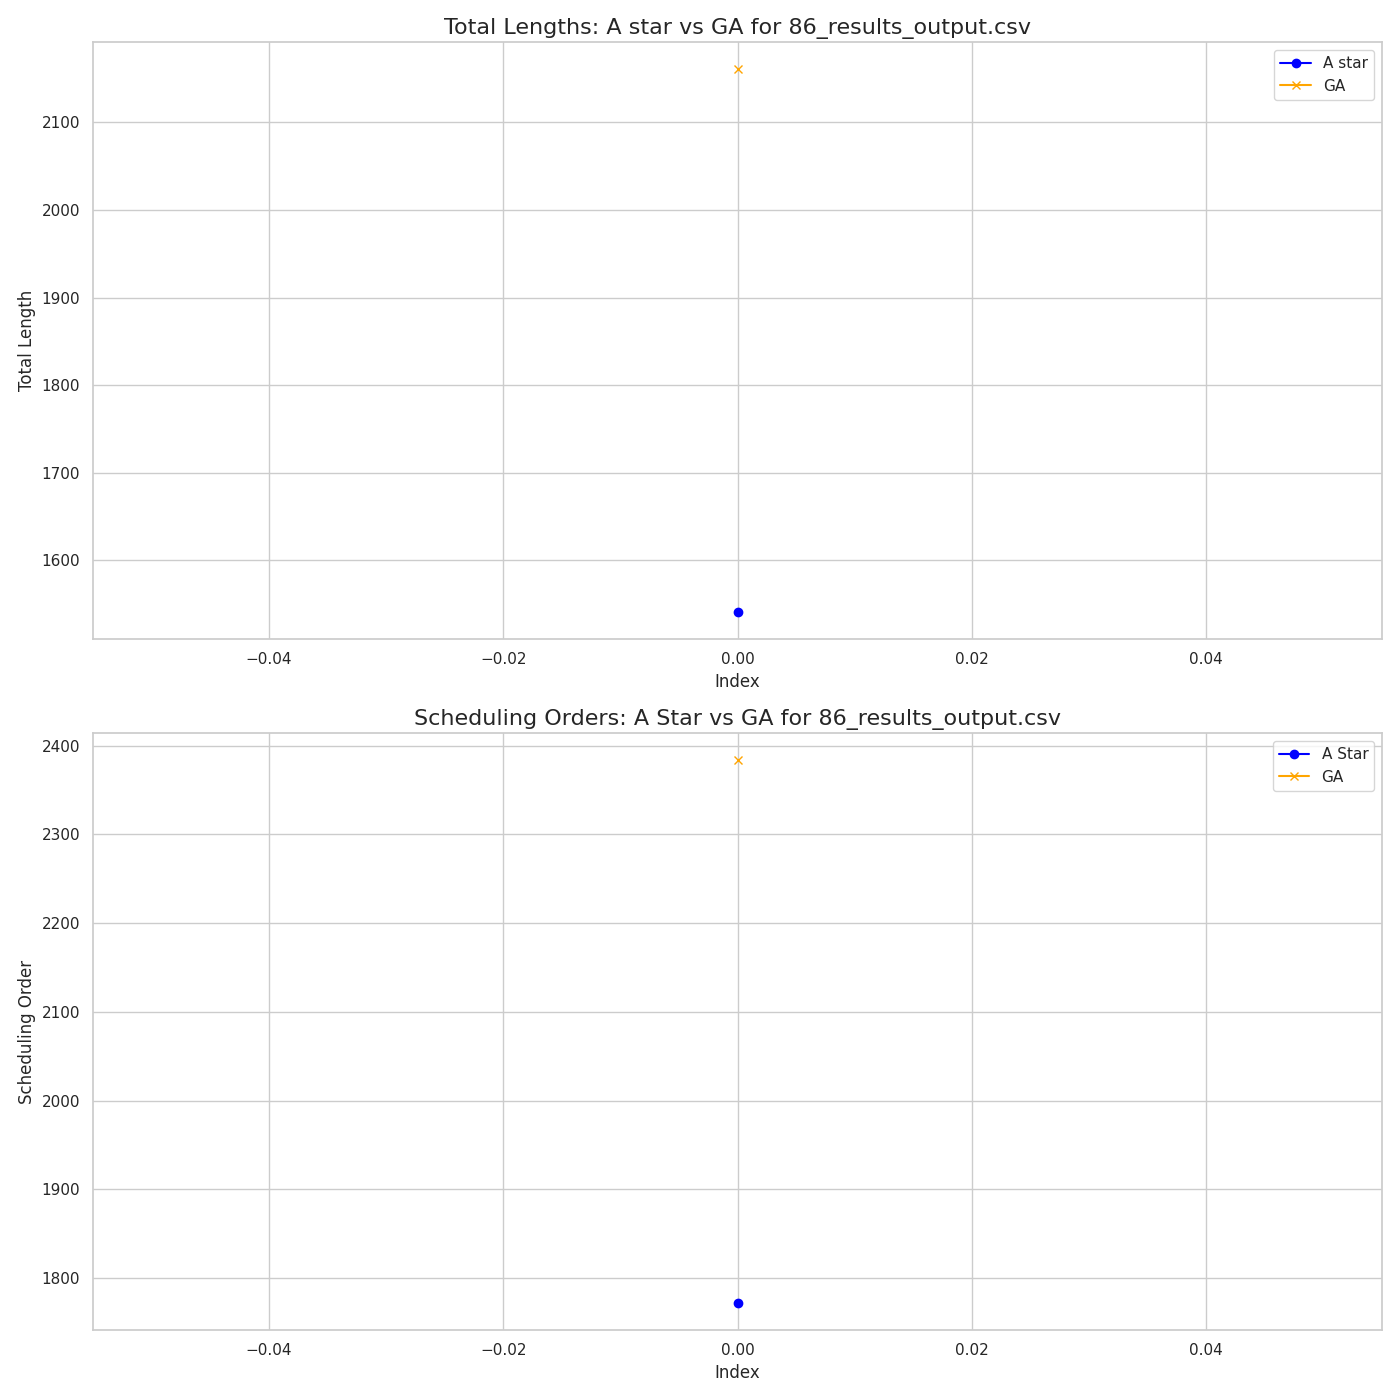 Total Lengths: A star vs GA for 86_results_output.csv
A star
GA
2100
2000
1900
1800
1700
1600
Total Length
−0.04
−0.02
0.00
0.02
0.04
Index
Scheduling Orders: A Star vs GA for 86_results_output.csv
A Star
GA
2400
2300
2200
2100
2000
1900
1800
Scheduling Order
−0.04
−0.02
0.00
0.02
0.04
Index